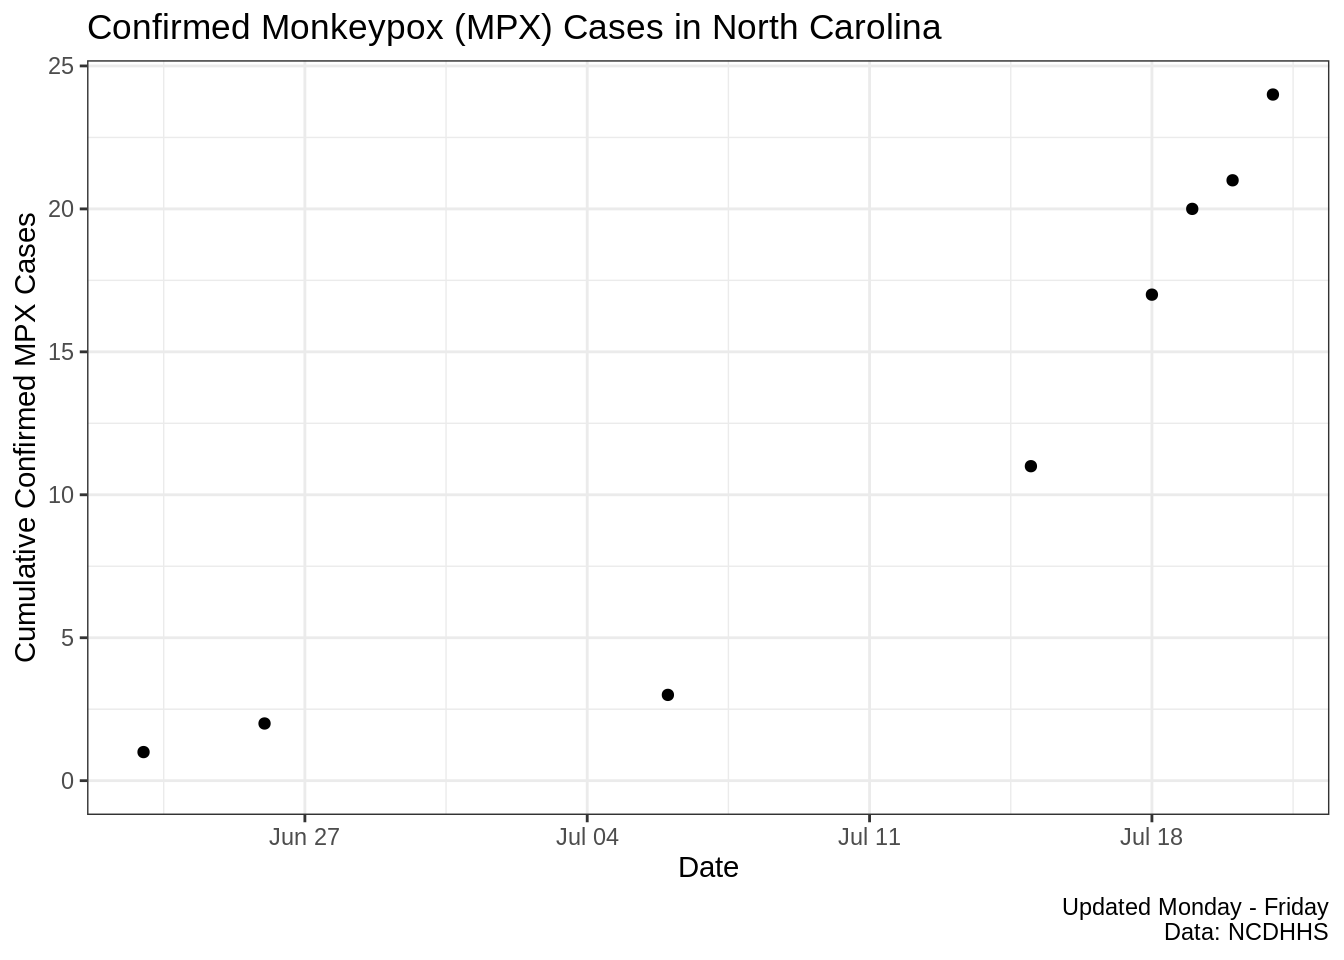 Confirmed Monkeypox (MPX) Cases in North Carolina
Cumulative Confirmed MPX Cases
25
20
15
10
5
0
Jun 27
Jul 04
Jul 11
Jul 18
Date
Updated Monday - Friday
Data: NCDHHS